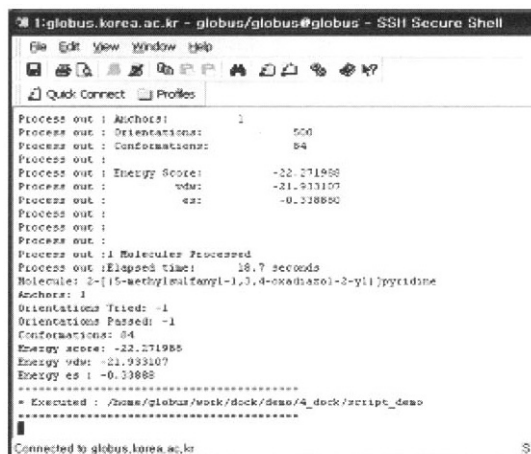 1:globus.korea.ac.kr - globus/globus@globus - SSH Secure Shell
File Edit View Window Help
Quick Connect Profiles
Process out : Anchors: 1
Process out : Orientations: 500
Process out : Conformations: 84
Process out :
Process out : Energy Score: -22.271988
Process out : vdw: -21.933107
Process out : es: -0.338880
Process out :
Process out :
Process out :
Process out :1 Molecules Processed
Process out :Elapsed time: 18.7 seconds
Molecule: 2-[(5-methylsulfanyl-1,3,4-oxadiazol-2-yl)]pyridine
Anchors: 1
Orientations Tried: -1
Orientations Passed: -1
Conformations: 84
Energy score: -22.271988
Energy vdw: -21.933107
Energy es : -0.33888
----------------------------------------
* Executed : /home/globus/work/dock/demo/4_dock/script_demo
----------------------------------------
Connected to globus.korea.ac.kr S